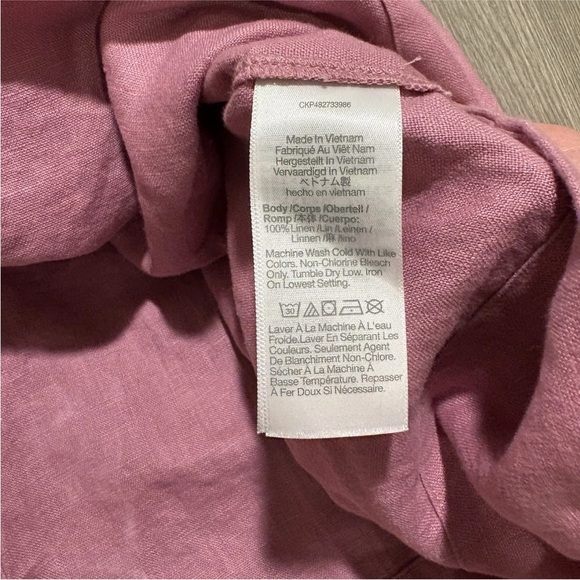 CKP482733986
Made In Vietnam
Fabriqué Au Viêt Nam
Hergestellt In Vietnam
Vervaardigd In Vietnam
ベトナム製
hecho en vietnam
Body /Corps /Oberteil /
Romp /本体 /Cuerpo:
100% Linen /Lin /Leinen /
Linnen /麻 /lino
Machine Wash Cold With Like
Colors. Non-Chlorine Bleach
Only. Tumble Dry Low. Iron
On Lowest Setting.
30
Laver À La Machine À L'eau
Froide.Laver En Séparant Les
Couleurs. Seulement Agent
De Blanchiment Non-Chlore.
Sécher À La Machine À
Basse Température. Repasser
À Fer Doux Si Nécessaire.